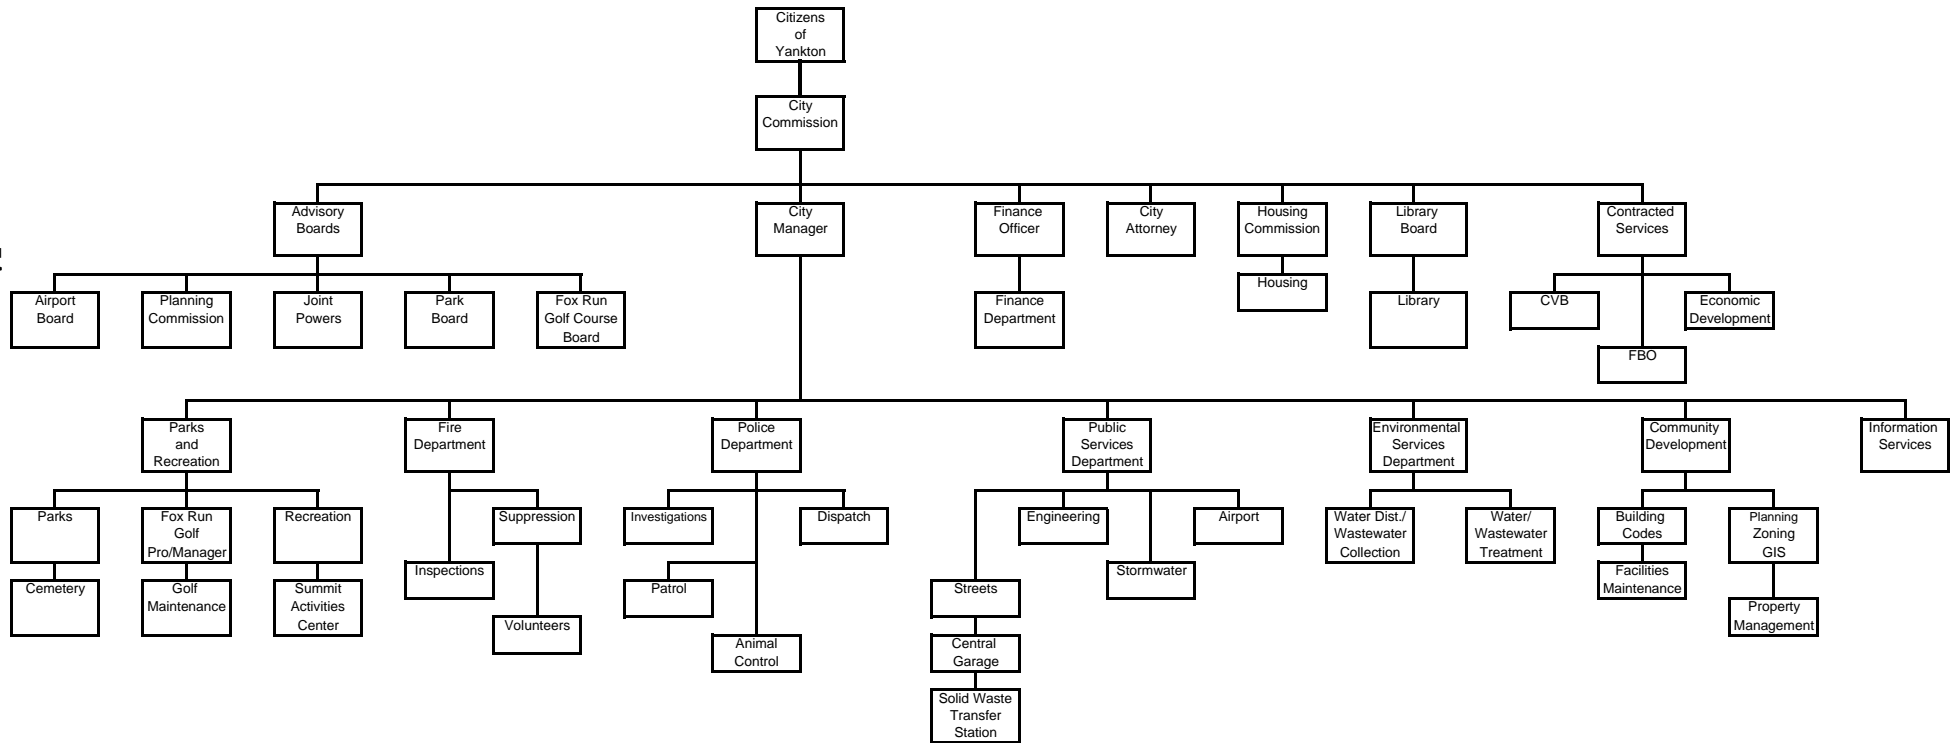 Citizens
of
Yankton
City
Commission
Advisory
Boards
City
Manager
Finance
Officer
City
Attorney
Housing
Commission
Library
Board
Contracted
Services
Airport
Board
Planning
Commission
Joint
Powers
Park
Board
Fox Run
Golf Course
Board
Finance
Department
Housing
Library
CVB
Economic
Development
FBO
Parks
and
Recreation
Fire
Department
Police
Department
Public
Services
Department
Environmental
Services
Department
Community
Development
Information
Services
Parks
Fox Run
Golf
Pro/Manager
Recreation
Suppression
Investigations
Dispatch
Engineering
Airport
Water Dist./
Wastewater
Collection
Water/
Wastewater
Treatment
Building
Codes
Planning
Zoning
GIS
Inspections
Stormwater
Facilities
Maintenance
Cemetery
Golf
Maintenance
Summit
Activities
Center
Patrol
Streets
Property
Management
Volunteers
Animal
Control
Central
Garage
Solid Waste
Transfer
Station